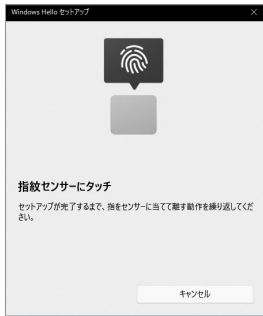 Windows Hello セットアップ
指紋センサーにタッチ
セットアップが完了するまで、指をセンサーに当てて離す動作を繰り返してくだ
さい。
キャンセル